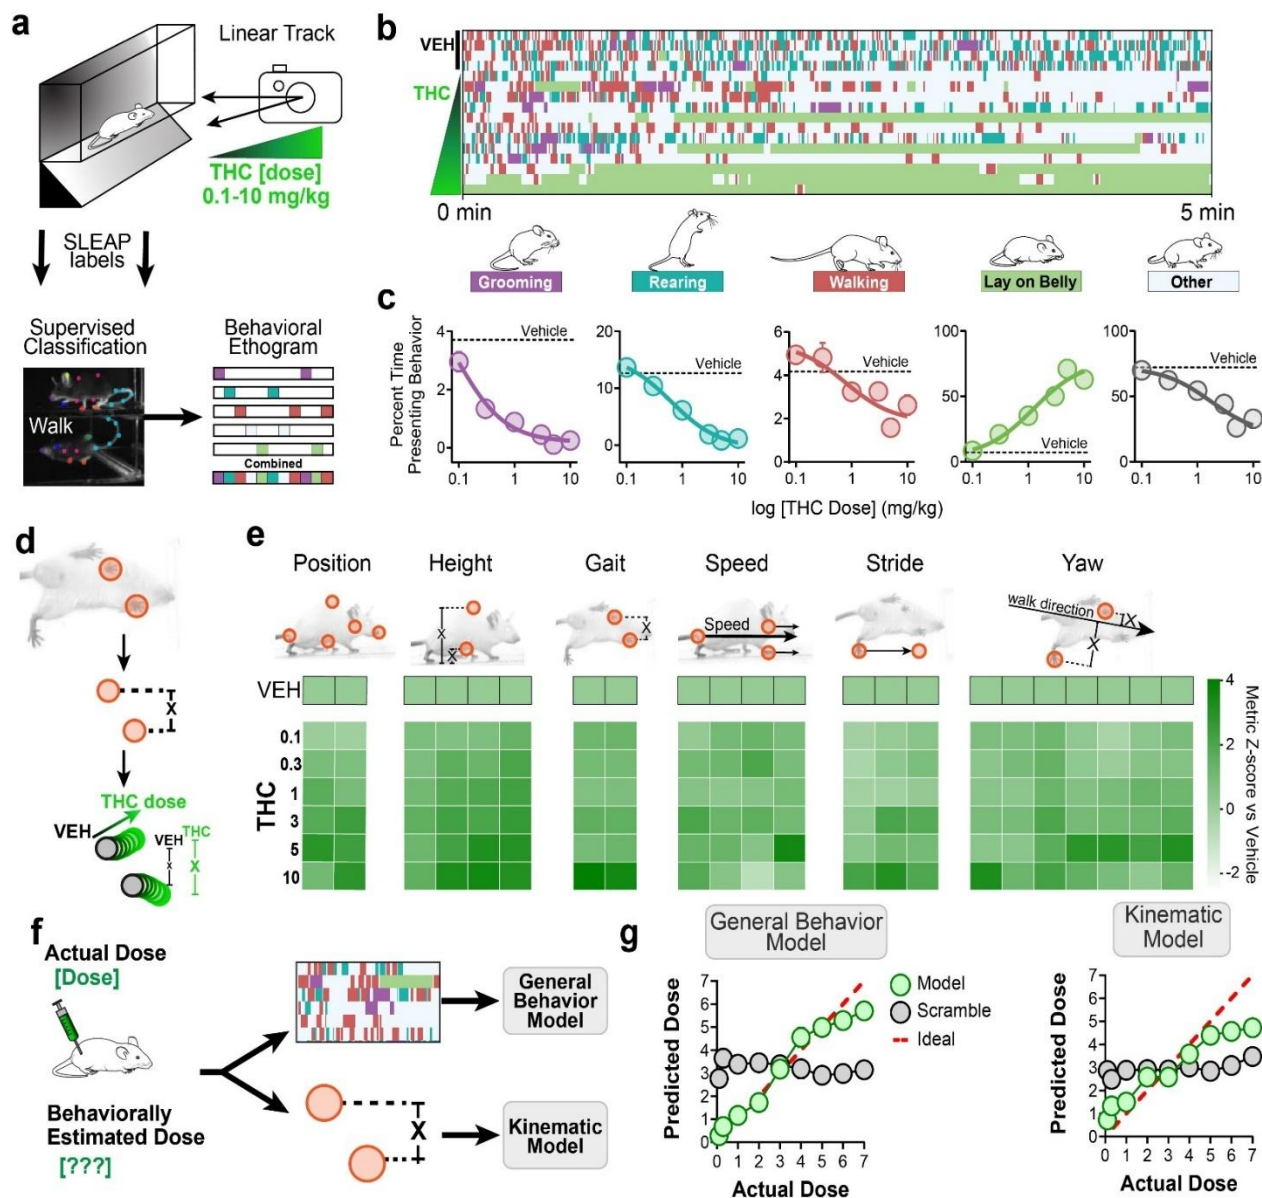 a
Linear Track
THC [dose]
0.1-10 mg/kg
SLEAP
labels
Supervised
Classification
Behavioral
Ethogram
Walk
Combined
b
VEH
THC
0 min
5 min
Grooming
Rearing
Walking
Lay on Belly
Other
c
Percent Time
Presenting Behavior
4
2
0
Vehicle
0.1
1
10
20
10
0
Vehicle
0.1
1
10
6
4
2
0
Vehicle
0.1
1
10
100
50
0
Vehicle
0.1
1
10
100
50
0
Vehicle
0.1
1
10
log [THC Dose] (mg/kg)
d
X
THC dose
VEH
VEH
X
THC
X
e
Position
Height
Gait
Speed
Stride
Yaw
X
X
X
Speed
walk direction
X
X
VEH
THC
0.1
0.3
1
3
5
10
4
2
0
-2
Metric Z-score vs Vehicle
f
Actual Dose
[Dose]
Behaviorally
Estimated Dose
[???]
General
Behavior
Model
X
Kinematic
Model
g
General Behavior
Model
Predicted Dose
7
6
5
4
3
2
1
0
0 1 2 3 4 5 6 7
Actual Dose
Model
Scramble
Ideal
Kinematic
Model
Predicted Dose
7
6
5
4
3
2
1
0
0 1 2 3 4 5 6 7
Actual Dose